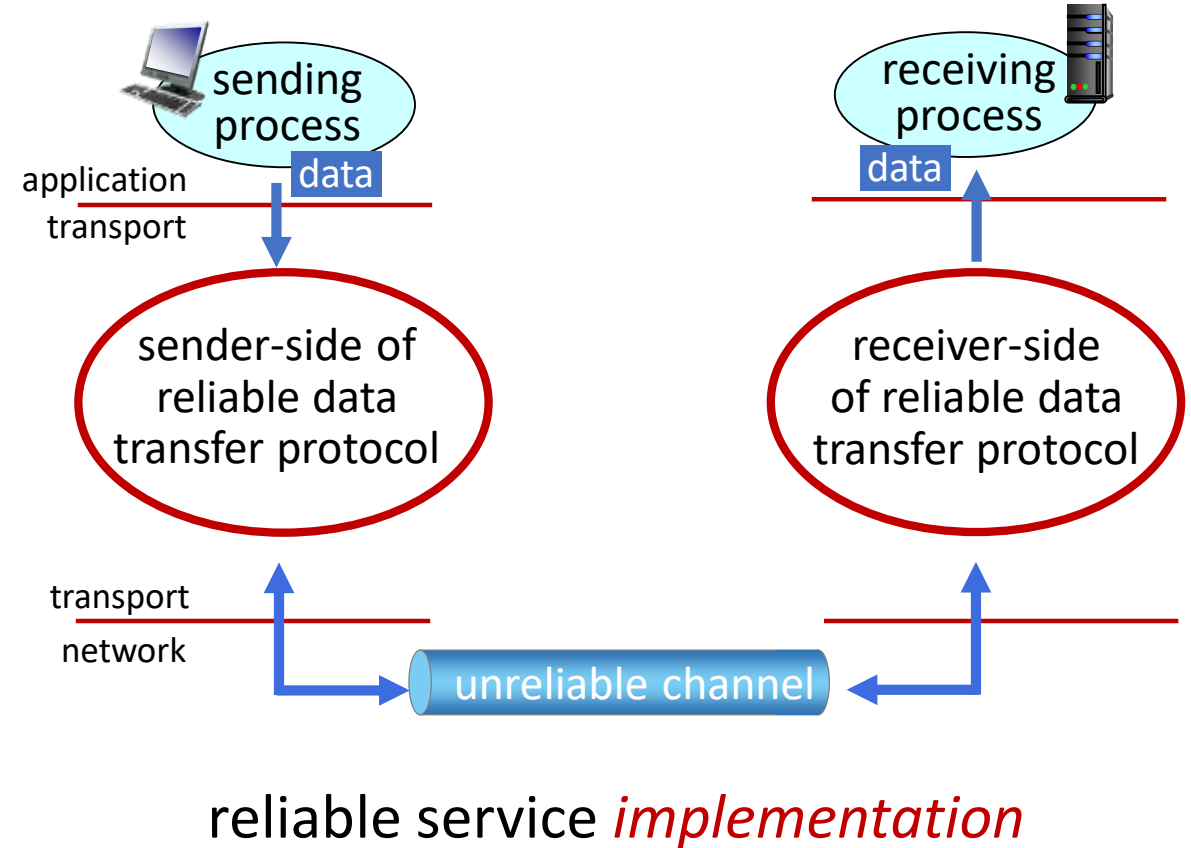 sending
process
data
application
transport
receiving
process
data
sender-side of
reliable data
transfer protocol
receiver-side
of reliable data
transfer protocol
transport
network
unreliable channel
reliable service implementation